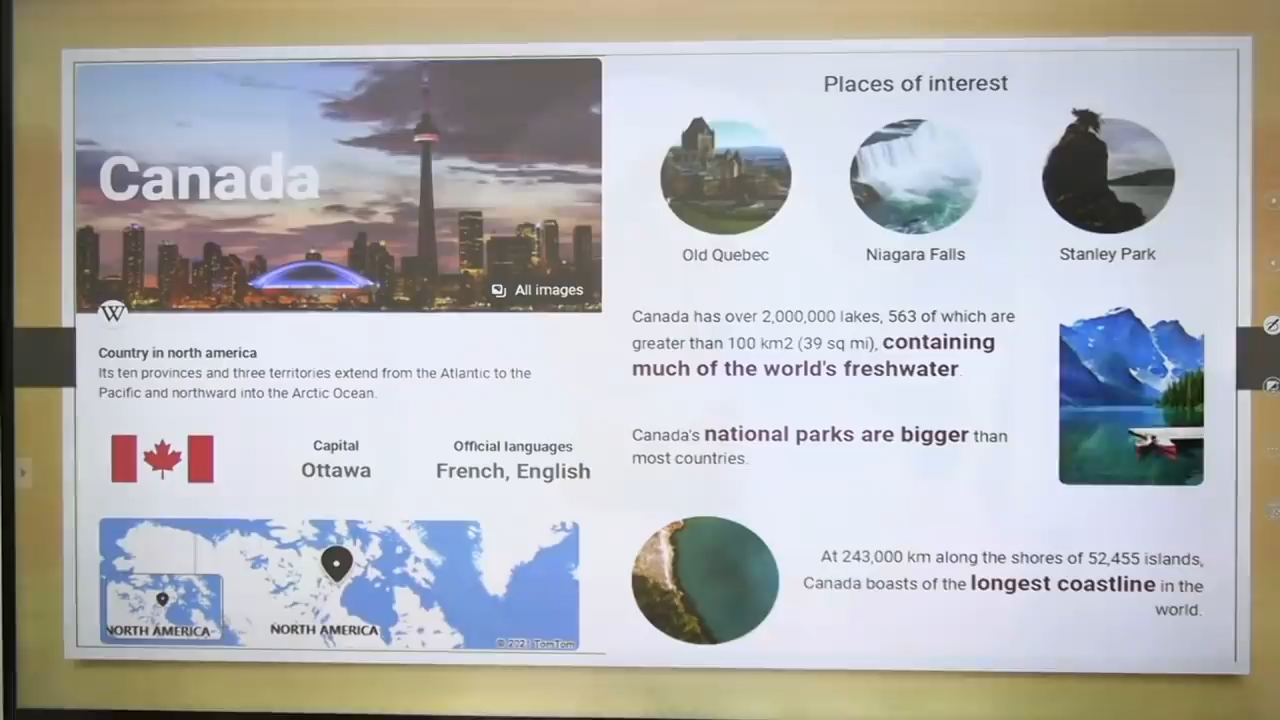 Canada
All images
W
Country in north america
Its ten provinces and three territories extend from the Atlantic to the
Pacific and northward into the Arctic Ocean.
Capital
Ottawa
Official languages
French, English
NORTH AMERICA
NORTH AMERICA
© 2021 TomTom
Places of interest
Old Quebec
Niagara Falls
Stanley Park
Canada has over 2,000,000 lakes, 563 of which are
greater than 100 km2 (39 sq mi), containing
much of the world's freshwater.
Canada's national parks are bigger than
most countries.
At 243,000 km along the shores of 52,455 islands,
Canada boasts of the longest coastline in the
world.